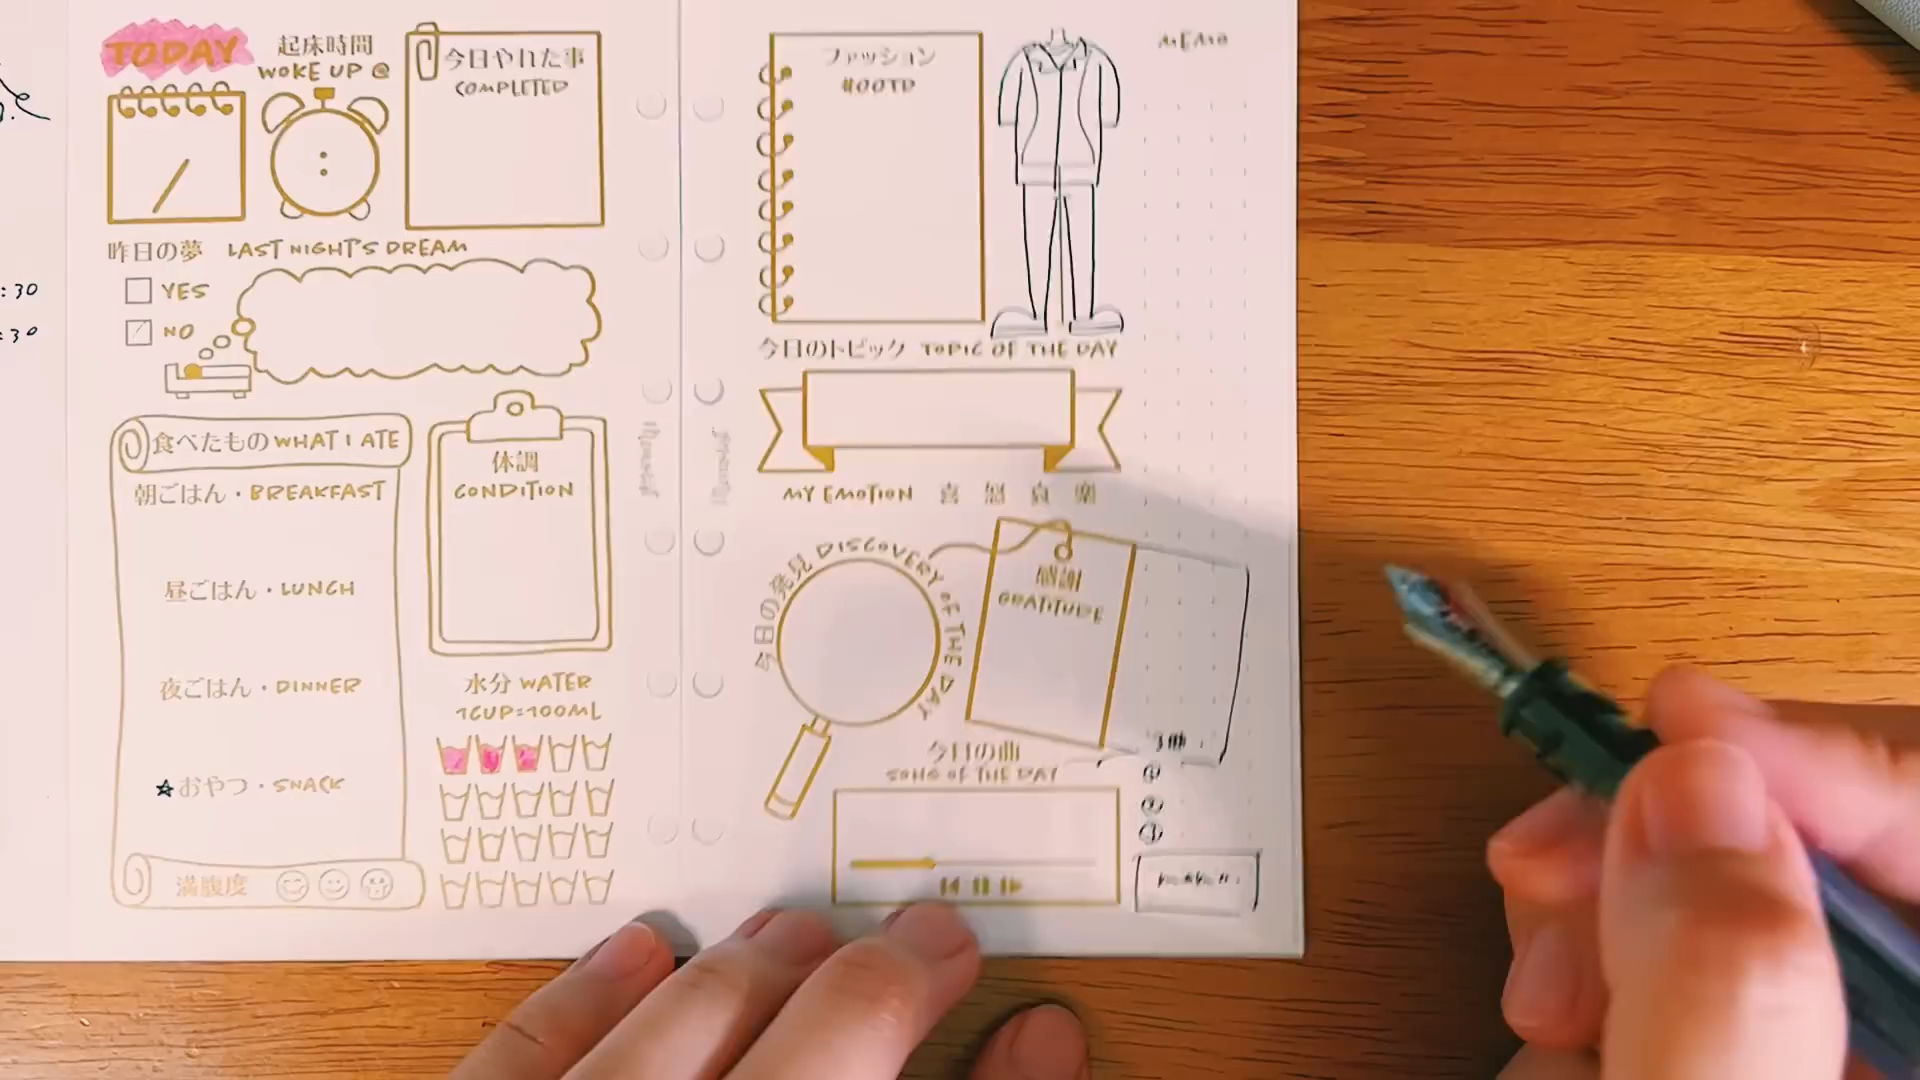 :30
:30
TODAY
起床時間
WOKE UP @
今日やれた事
COMPLETED
昨日の夢 LAST NIGHT'S DREAM
YES
NO
食べたもの WHAT I ATE
朝ごはん・BREAKFAST
昼ごはん・LUNCH
夜ごはん・DINNER
☆おやつ・SNACK
満腹度
体調
CONDITION
水分 WATER
1CUP=100ML
ファッション
#OOTD
MEMO
今日のトピック TOPIC OF THE DAY
MY EMOTION 喜 怒 哀 樂
今日の発見 DISCOVERY OF THE DAY
感謝
GRATITUDE
今日の曲
SONG OF THE DAY